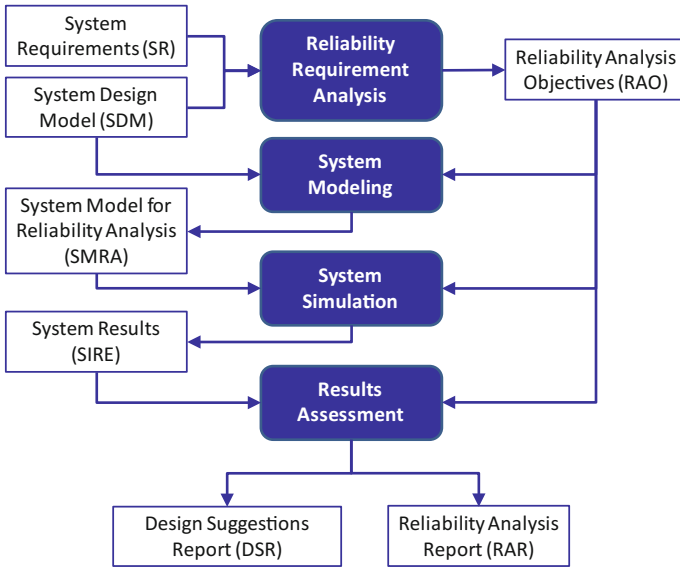 System
Requirements (SR)
Reliability
Requirement
Analysis
Reliability Analysis
Objectives (RAO)
System Design
Model (SDM)
System
Modeling
System Model for
Reliability Analysis
(SMRA)
System
Simulation
System Results
(SIRE)
Results
Assessment
Design Suggestions
Report (DSR)
Reliability Analysis
Report (RAR)